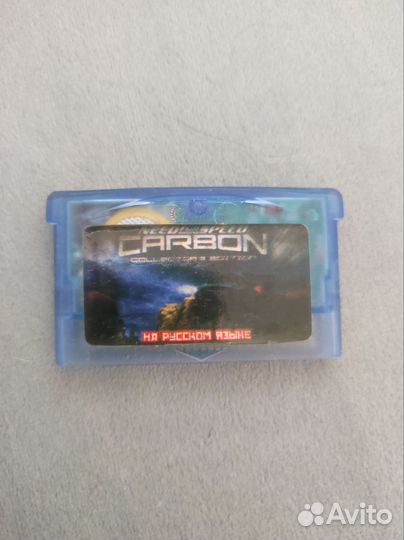 NEED FOR SPEED
CARBON
COLLECTOR'S EDITION
НА РУССКОМ ЯЗЫКЕ
Avito